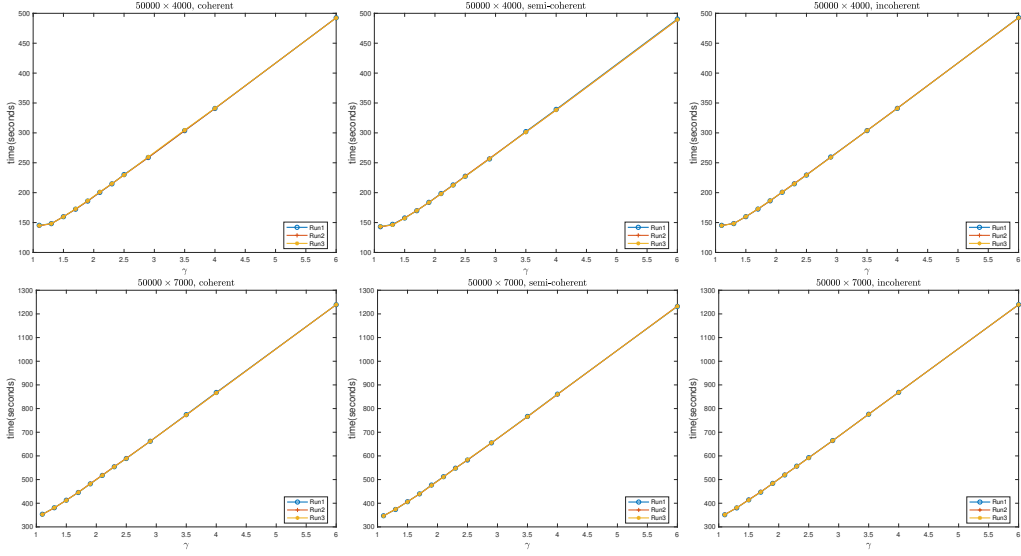 50000 × 4000, coherent
500
450
400
350
300
250
200
150
100
time(seconds)
1 1.5 2 2.5 3 3.5 4 4.5 5 5.5 6
γ
Run1
Run2
Run3
50000 × 4000, semi-coherent
500
450
400
350
300
250
200
150
100
time(seconds)
1 1.5 2 2.5 3 3.5 4 4.5 5 5.5 6
γ
Run1
Run2
Run3
50000 × 4000, incoherent
500
450
400
350
300
250
200
150
100
time(seconds)
1 1.5 2 2.5 3 3.5 4 4.5 5 5.5 6
γ
Run1
Run2
Run3
50000 × 7000, coherent
1300
1200
1100
1000
900
800
700
600
500
400
300
time(seconds)
1 1.5 2 2.5 3 3.5 4 4.5 5 5.5 6
γ
Run1
Run2
Run3
50000 × 7000, semi-coherent
1300
1200
1100
1000
900
800
700
600
500
400
300
time(seconds)
1 1.5 2 2.5 3 3.5 4 4.5 5 5.5 6
γ
Run1
Run2
Run3
50000 × 7000, incoherent
1300
1200
1100
1000
900
800
700
600
500
400
300
time(seconds)
1 1.5 2 2.5 3 3.5 4 4.5 5 5.5 6
γ
Run1
Run2
Run3